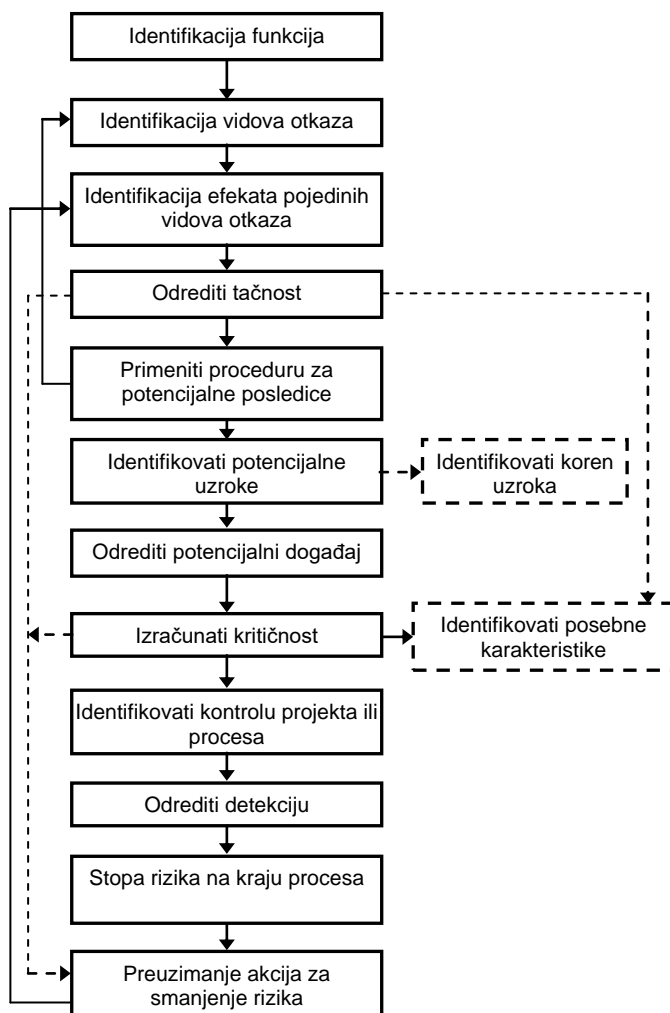 Identifikacija funkcija
Identifikacija vidova otkaza
Identifikacija efekata pojedinih
vidova otkaza
Odrediti tačnost
Primeniti proceduru za
potencijalne posledice
Identifikovati potencijalne
uzroke
Identifikovati koren
uzroka
Odrediti potencijalni događaj
Izračunati kritičnost
Identifikovati posebne
karakteristike
Identifikovati kontrolu projekta ili
procesa
Odrediti detekciju
Stopa rizika na kraju procesa
Preuzimanje akcija za
smanjenje rizika